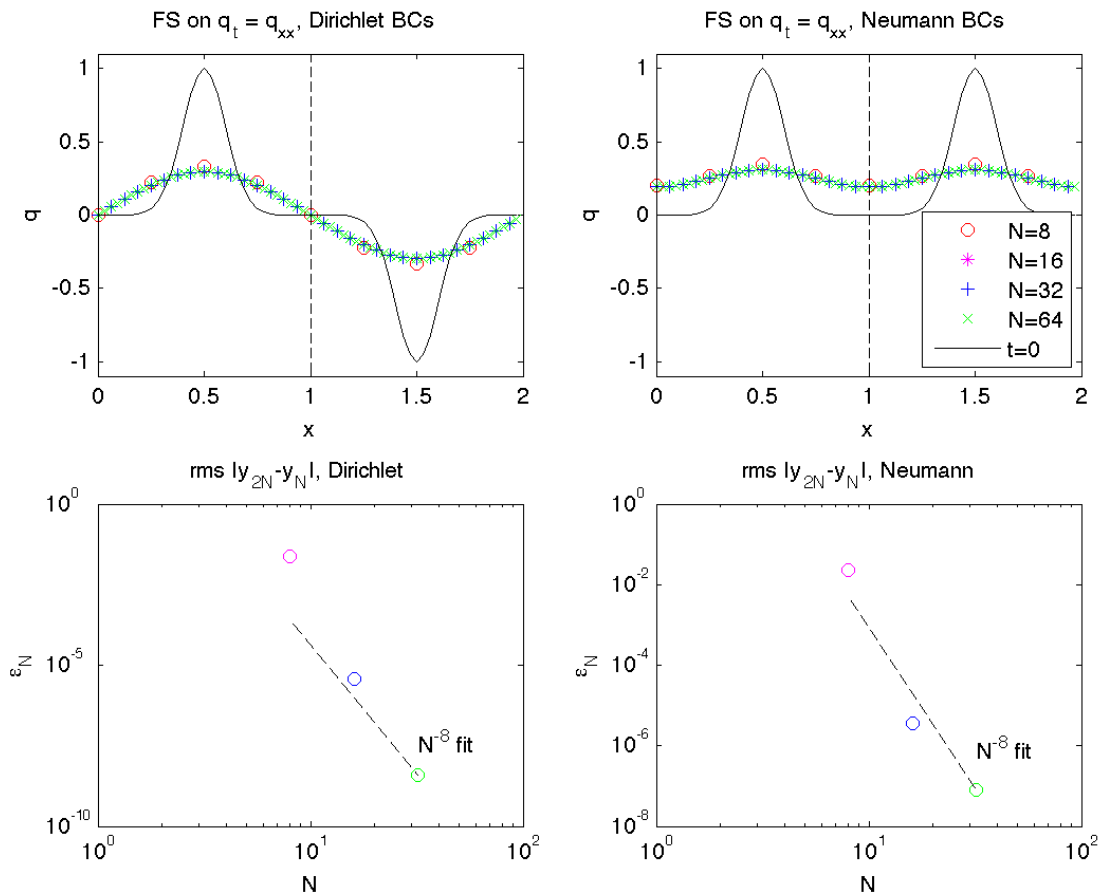 FS on q_t = q_xx, Dirichlet BCs
1
0.5
0
-0.5
-1
q
0
0.5
1
1.5
2
x
FS on q_t = q_xx, Neumann BCs
1
0.5
0
-0.5
-1
q
N=8
N=16
N=32
N=64
t=0
0
0.5
1
1.5
2
x
rms |y_2N-y_N|, Dirichlet
10^0
10^-5
10^-10
ε_N
N^-8 fit
10^0
10^1
10^2
N
rms |y_2N-y_N|, Neumann
10^0
10^-2
10^-4
10^-6
10^-8
ε_N
N^-8 fit
10^0
10^1
10^2
N